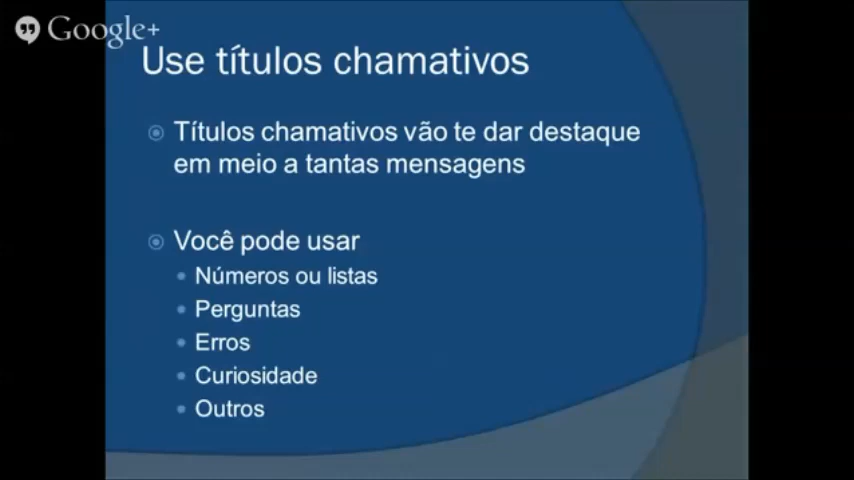 Google+
Use títulos chamativos
Títulos chamativos vão te dar destaque
em meio a tantas mensagens
Você pode usar
Números ou listas
Perguntas
Erros
Curiosidade
Outros